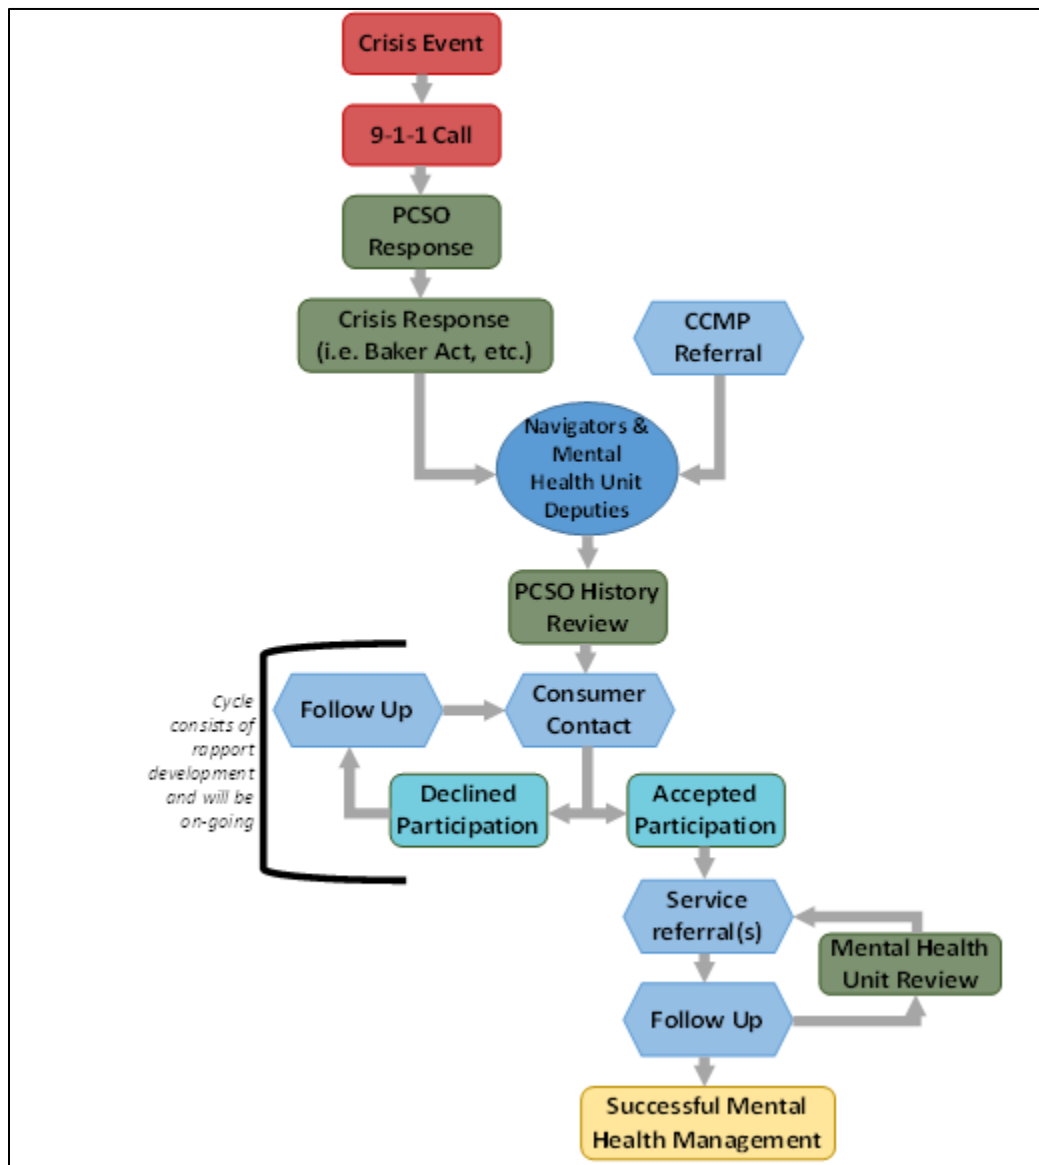 Crisis Event
9-1-1 Call
PCSO
Response
Crisis Response
(i.e. Baker Act, etc.)
CCMP
Referral
Navigators &
Mental
Health Unit
Deputies
PCSO History
Review
Cycle
consists of
rapport
development
and will be
on-going
Follow Up
Consumer
Contact
Declined
Participation
Accepted
Participation
Service
referral(s)
Mental Health
Unit Review
Follow Up
Successful Mental
Health Management